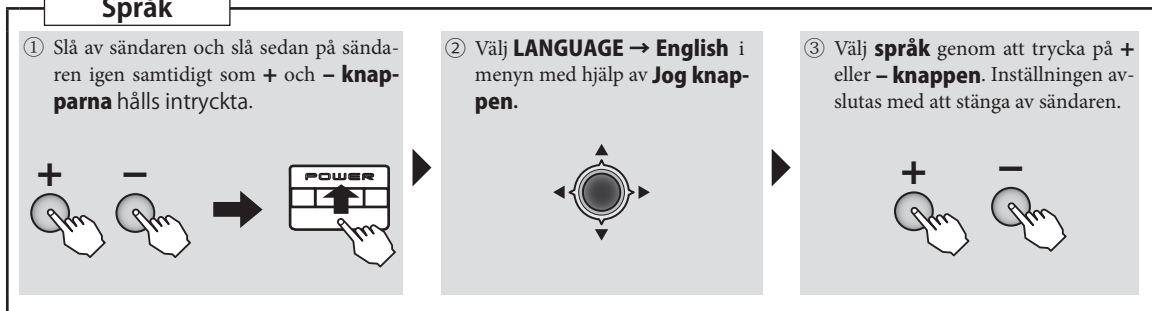 Språk
① Slå av sändaren och slå sedan på sända-
ren igen samtidigt som + och – knap-
parna hålls intryckta.
+ –
POWER
② Välj LANGUAGE → English i
menyn med hjälp av Jog knap-
pen.
③ Välj språk genom att trycka på +
eller – knappen. Inställningen av-
slutas med att stänga av sändaren.
+ –